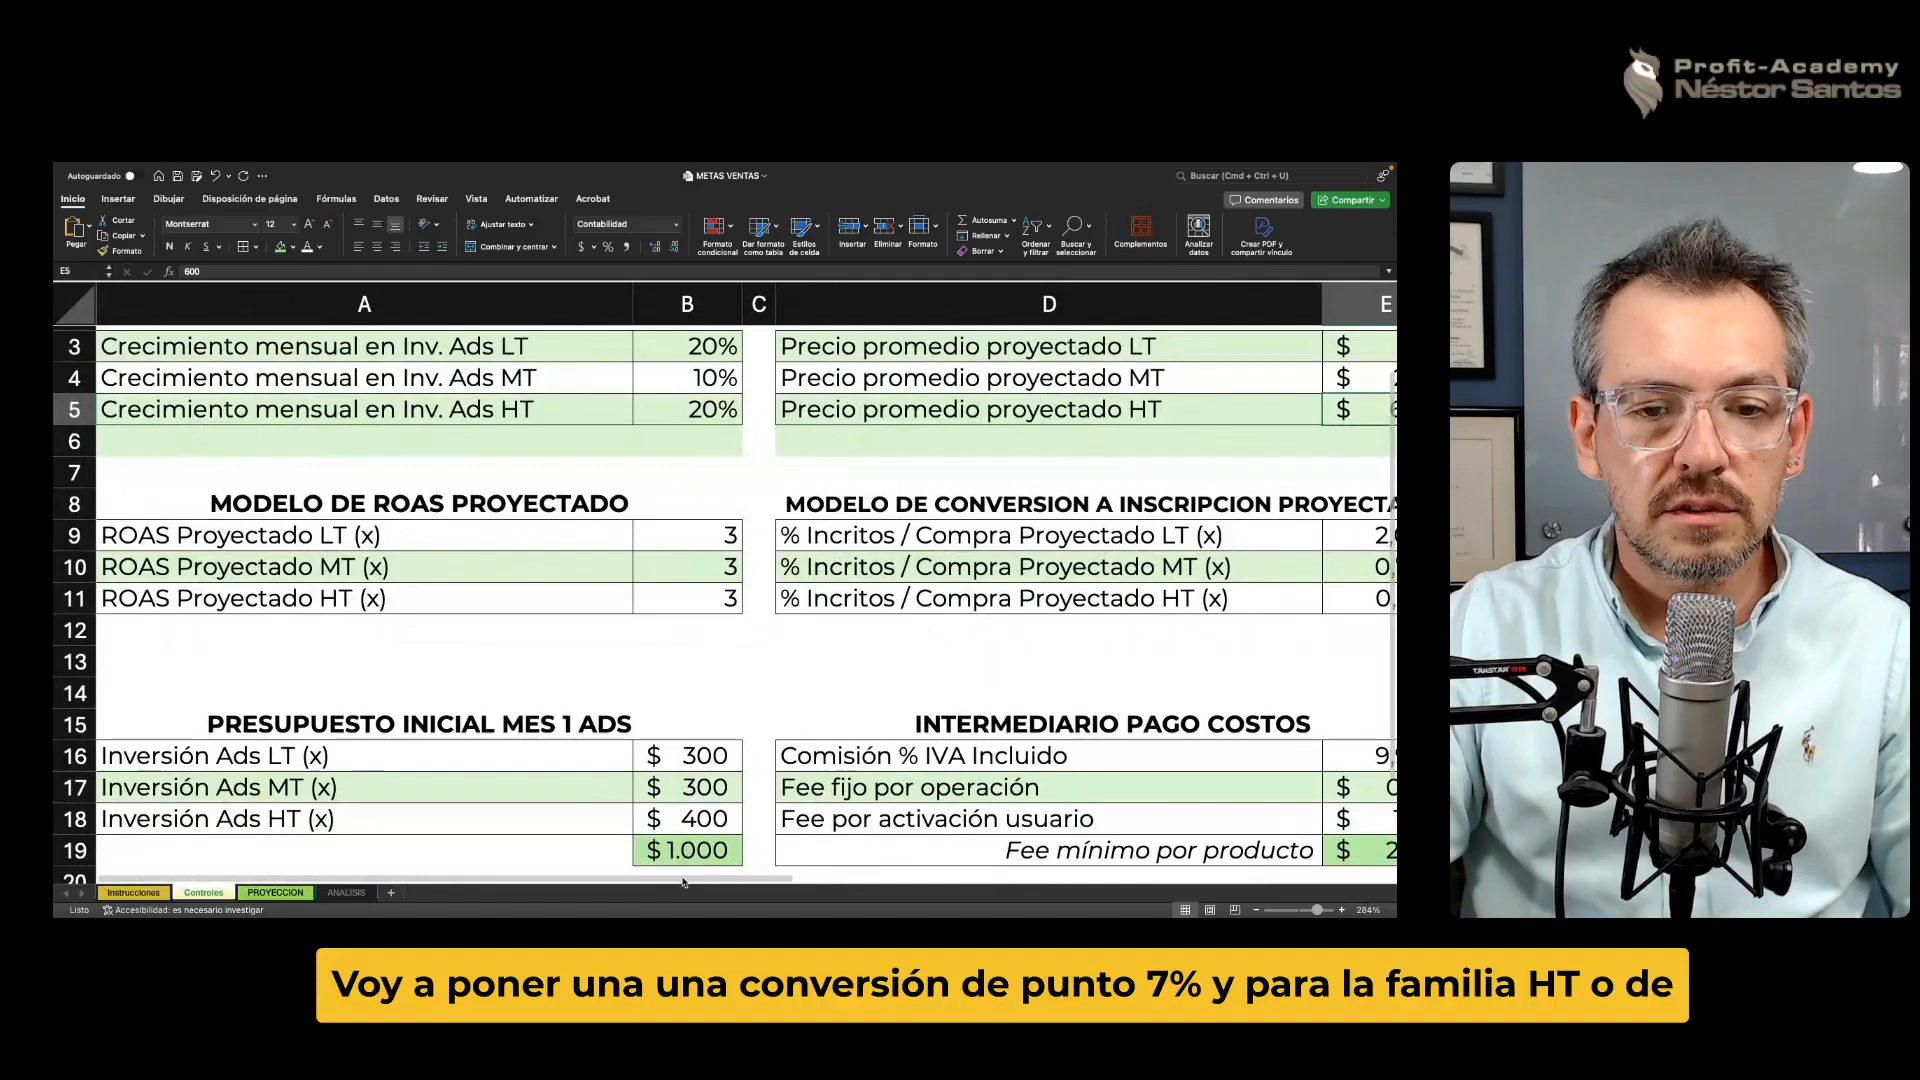 Profit-Academy
Néstor Santos
Autoguardado
METAS VENTAS
Buscar (Cmd + Ctrl + U)
Inicio Insertar Dibujar Disposición de página Fórmulas Datos Revisar Vista Automatizar Acrobat
Comentarios Compartir
Pegar Cortar Copiar Formato
Montserrat 12 N K S A
Ajustar texto
Combinar y centrar
Contabilidad
$ %
Formato condicional
Dar formato como tabla
Estilos de celda
Insertar Eliminar Formato
Autosuma
Rellenar
Borrar
Ordenar y filtrar
Buscar y seleccionar
Complementos
Analizar datos
Crear PDF y compartir vínculo
E5 fx 600
A B C D E
3 Crecimiento mensual en Inv. Ads LT 20% Precio promedio proyectado LT $
4 Crecimiento mensual en Inv. Ads MT 10% Precio promedio proyectado MT $
5 Crecimiento mensual en Inv. Ads HT 20% Precio promedio proyectado HT $
6
7
8 MODELO DE ROAS PROYECTADO MODELO DE CONVERSION A INSCRIPCION PROYECTA
9 ROAS Proyectado LT (x) 3 % Incritos / Compra Proyectado LT (x) 2,
10 ROAS Proyectado MT (x) 3 % Incritos / Compra Proyectado MT (x) 0,
11 ROAS Proyectado HT (x) 3 % Incritos / Compra Proyectado HT (x) 0,
12
13
14
15 PRESUPUESTO INICIAL MES 1 ADS INTERMEDIARIO PAGO COSTOS
16 Inversión Ads LT (x) $ 300 Comisión % IVA Incluido 9,
17 Inversión Ads MT (x) $ 300 Fee fijo por operación $ 0
18 Inversión Ads HT (x) $ 400 Fee por activación usuario $
19 $ 1.000 Fee mínimo por producto $ 2
20
Instrucciones Controles PROYECCION ANALISIS +
Listo Accesibilidad: es necesario investigar 284%
TAKSTAR
Voy a poner una una conversión de punto 7% y para la familia HT o de